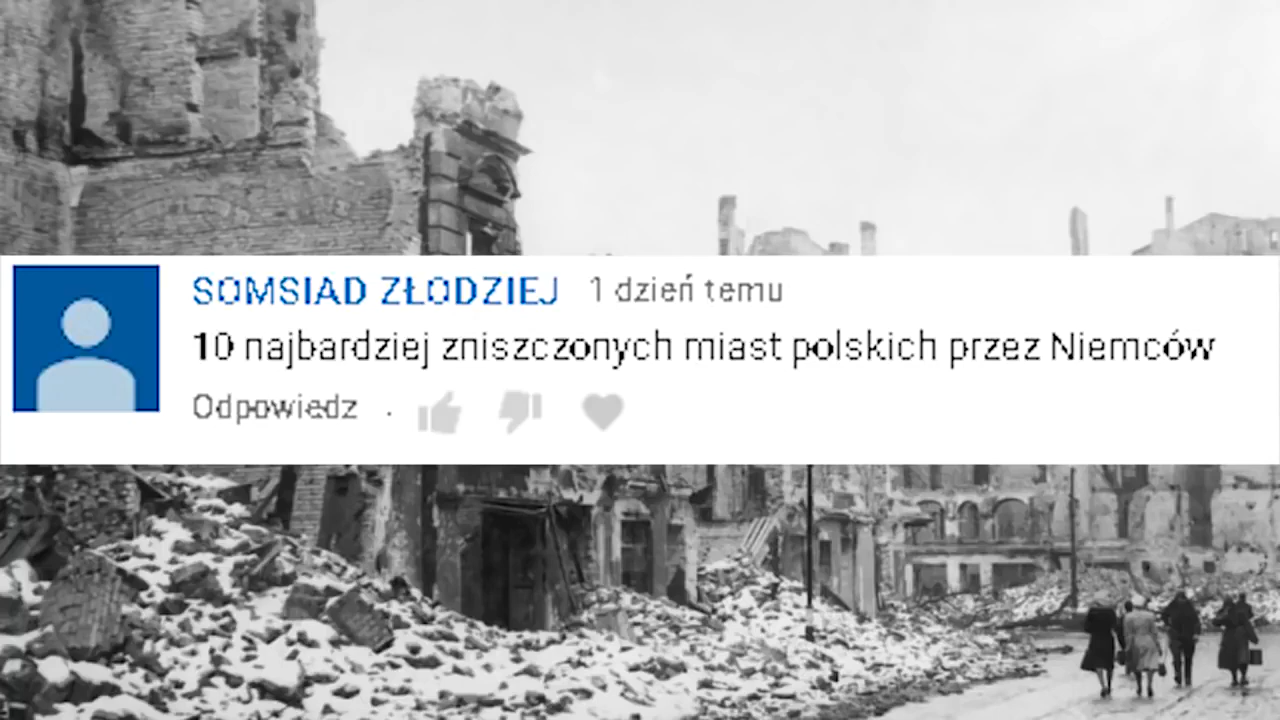 SOMSIAD ZŁODZIEJ 1 dzień temu
10 najbardziej zniszczonych miast polskich przez Niemców
Odpowiedz .